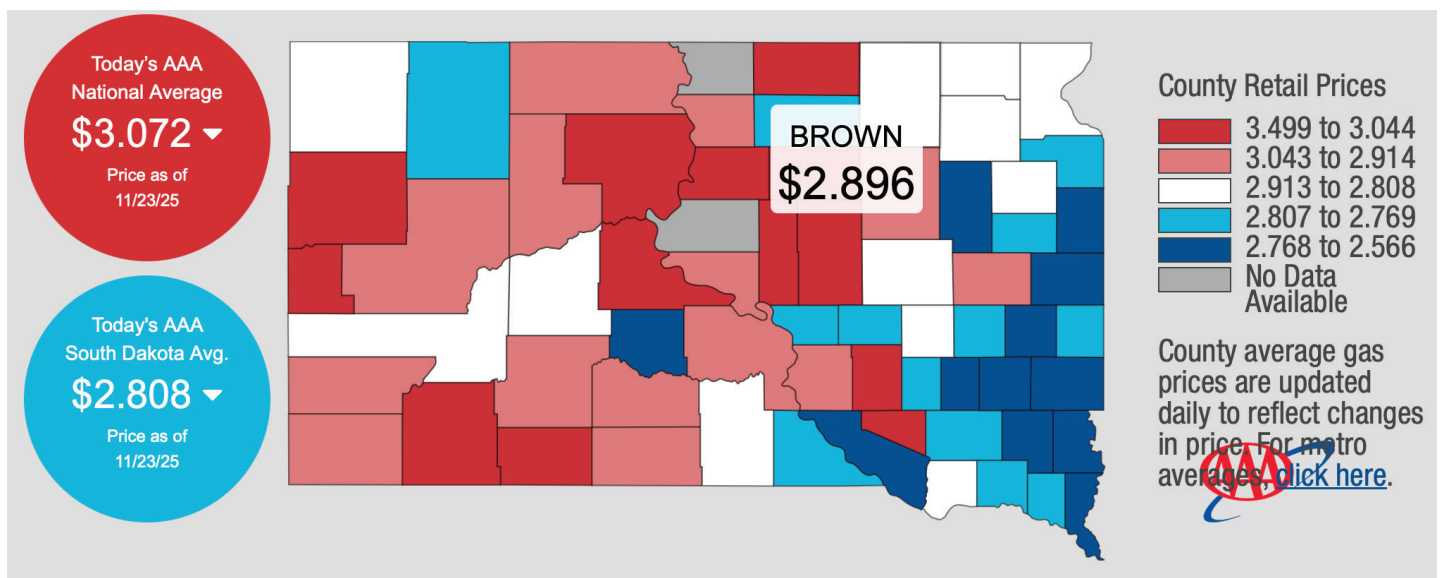 Today's AAA
National Average
$3.072
Price as of
11/23/25
Today's AAA
South Dakota Avg.
$2.808
Price as of
11/23/25
BROWN
$2.896
County Retail Prices
3.499 to 3.044
3.043 to 2.914
2.913 to 2.808
2.807 to 2.769
2.768 to 2.566
No Data
Available
County average gas
prices are updated
daily to reflect changes
in price. For metro
averages, click here.
AAA